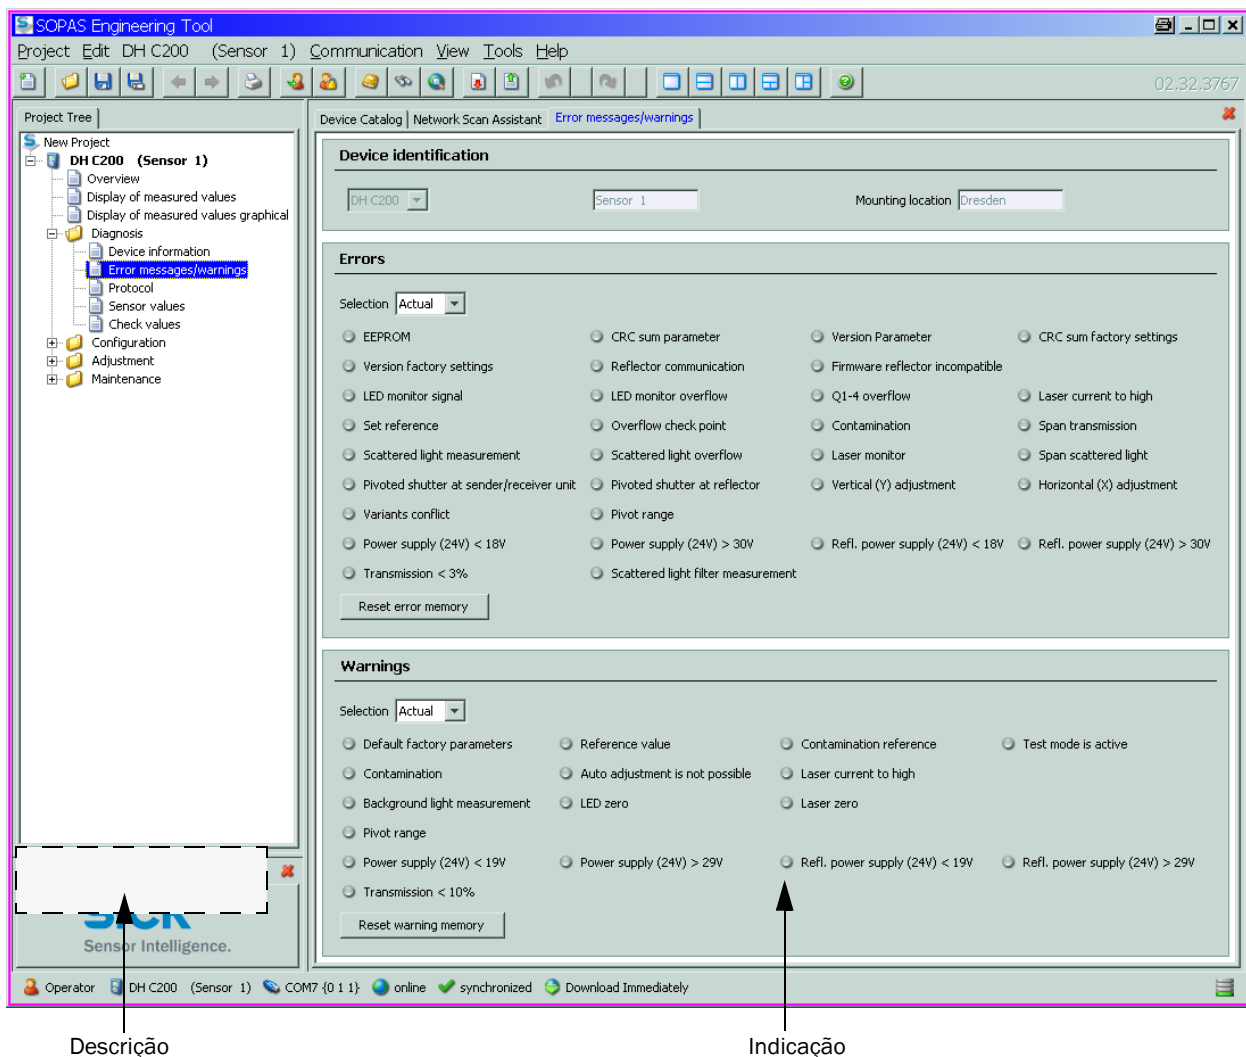 SOPAS Engineering Tool
Project Edit DH C200 (Sensor 1) Communication View Tools Help
02.32.3767
Project Tree
Device Catalog Network Scan Assistant Error messages/warnings
New Project
DH C200 (Sensor 1)
Overview
Display of measured values
Display of measured values graphical
Diagnosis
Device information
Error messages/warnings
Protocol
Sensor values
Check values
Configuration
Adjustment
Maintenance
Device identification
DH C200 Sensor 1 Mounting location Dresden
Errors
Selection Actual
EEPROM CRC sum parameter Version Parameter CRC sum factory settings
Version factory settings Reflector communication Firmware reflector incompatible
LED monitor signal LED monitor overflow Q1-4 overflow Laser current to high
Set reference Overflow check point Contamination Span transmission
Scattered light measurement Scattered light overflow Laser monitor Span scattered light
Pivoted shutter at sender/receiver unit Pivoted shutter at reflector Vertical (Y) adjustment Horizontal (X) adjustment
Variants conflict Pivot range
Power supply (24V) < 18V Power supply (24V) > 30V Refl. power supply (24V) < 18V Refl. power supply (24V) > 30V
Transmission < 3% Scattered light filter measurement
Reset error memory
Warnings
Selection Actual
Default factory parameters Reference value Contamination reference Test mode is active
Contamination Auto adjustment is not possible Laser current to high
Background light measurement LED zero Laser zero
Pivot range
Power supply (24V) < 19V Power supply (24V) > 29V Refl. power supply (24V) < 19V Refl. power supply (24V) > 29V
Transmission < 10%
Reset warning memory
SICK
Sensor Intelligence.
Operator DH C200 (Sensor 1) COM7 {0 1 1} online synchronized Download Immediately
Descrição Indicação